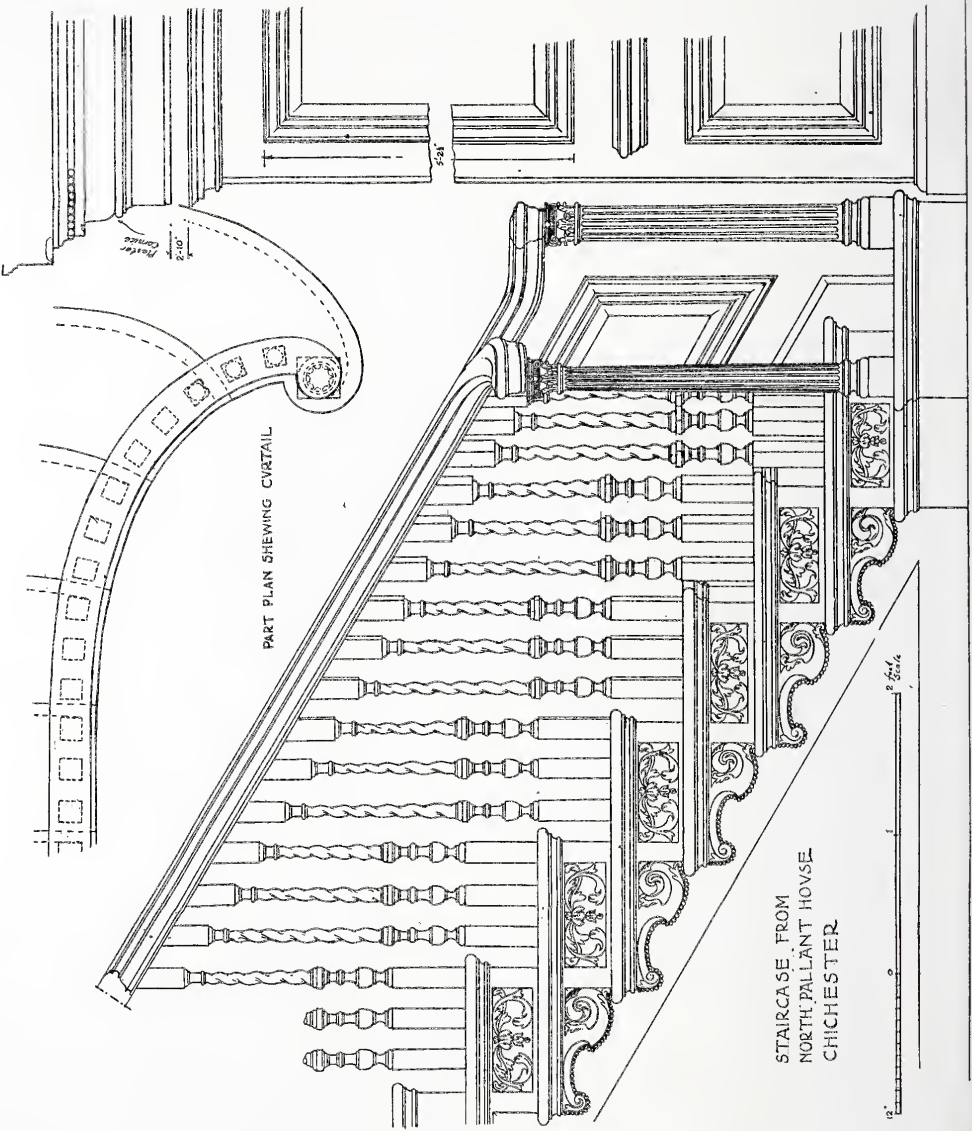 Plaster
Cornice
2'-10"
5'-2½"
PART PLAN SHEWING CVRTAIL
STAIRCASE FROM
NORTH PALLANT HOVSE
CHICHESTER
12" 0 1 2 feet
Scale